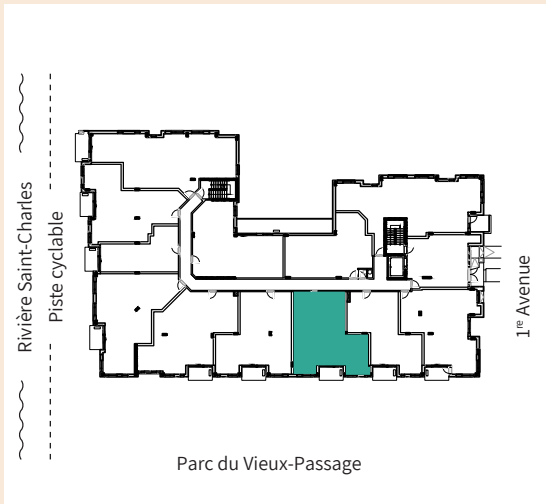 Rivière Saint-Charles
Piste cyclable
1re Avenue
Parc du Vieux-Passage